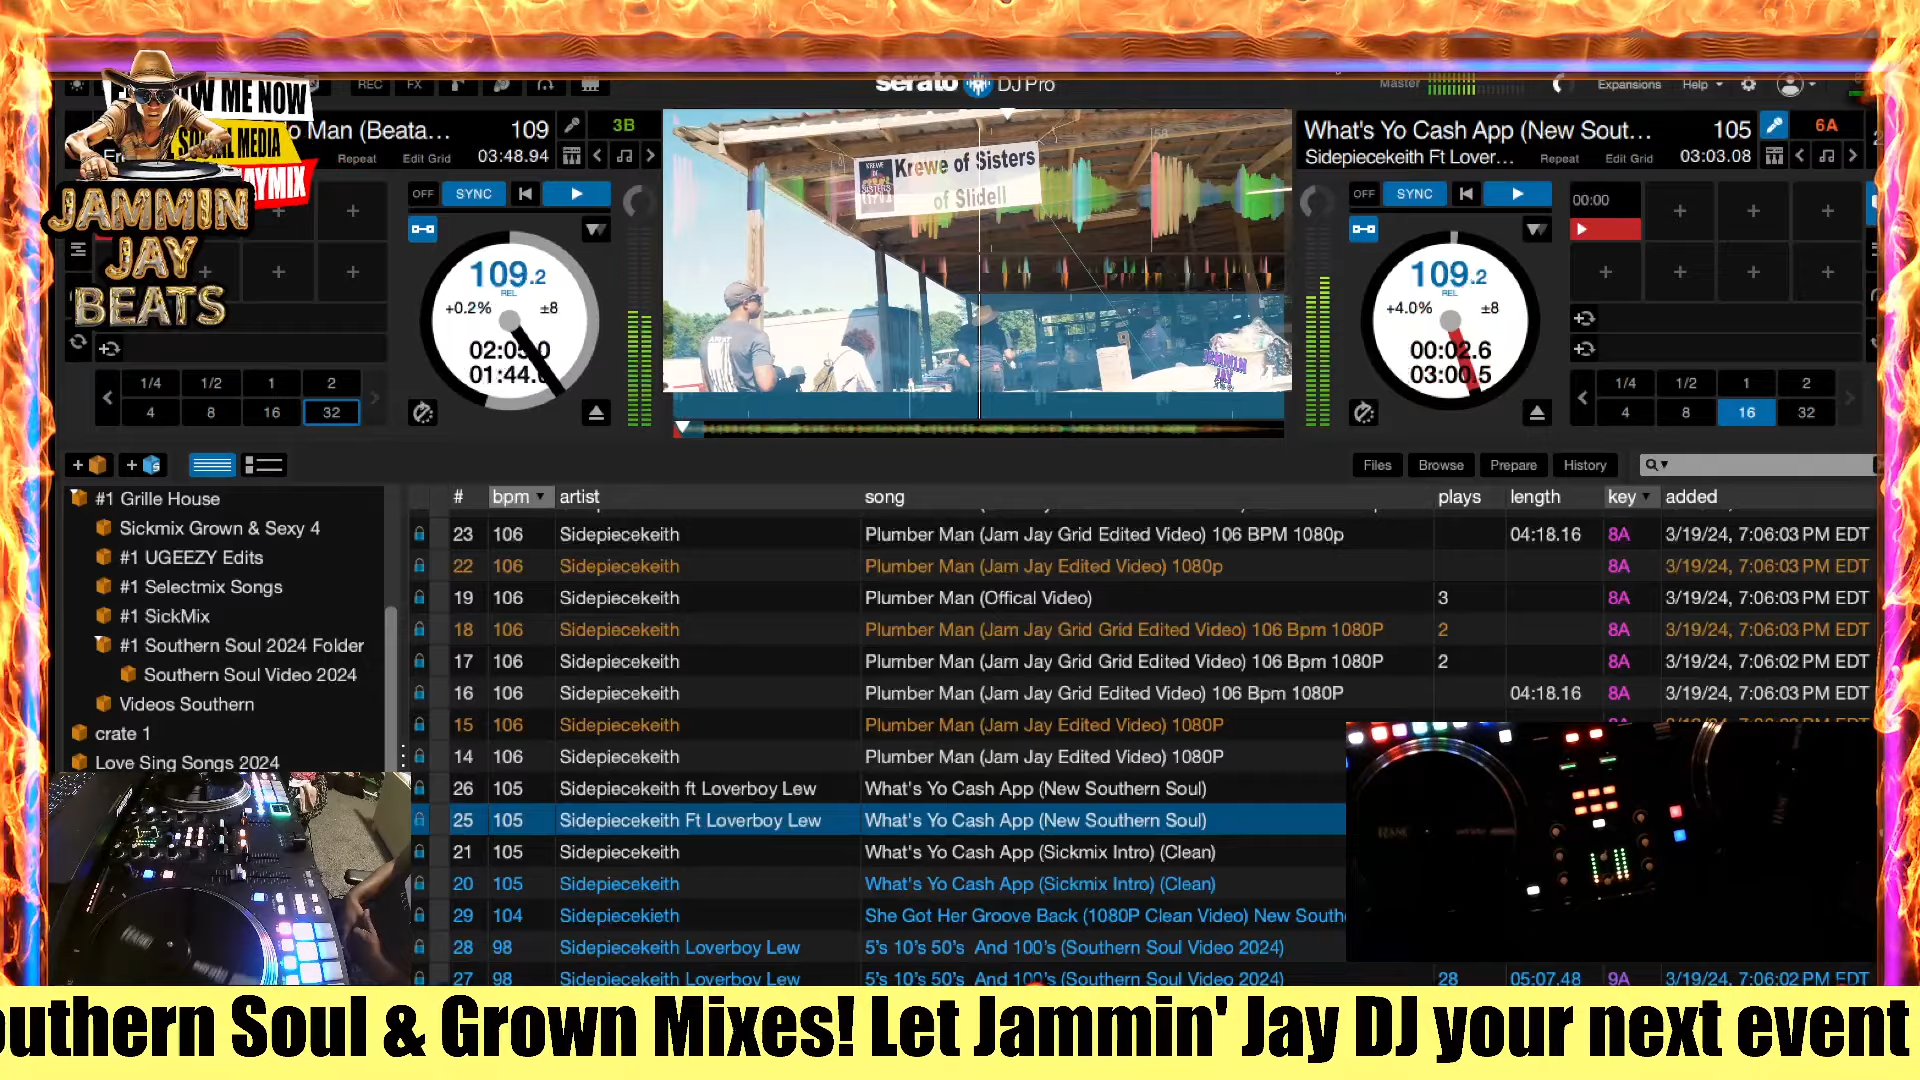 FOLLOW ME NOW
SOCIAL MEDIA
JAMMIN
JAY
BEATS
REC FX
serato DJ Pro
Master Expansions Help
o Man (Beata... 109 3B
Repeat Edit Grid 03:48.94
OFF SYNC
109.2
REL
+0.2% ±8
1/4 1/2 1 2
4 8 16 32
Krewe of Sisters
of Slidell
What's Yo Cash App (New Sout... 105 6A
Sidepiecekeith Ft Lover... Repeat Edit Grid 03:03.08
OFF SYNC
00:00
109.2
REL
+4.0% ±8
00:02.6
03:00.5
1/4 1/2 1 2
4 8 16 32
Files Browse Prepare History
#1 Grille House
Sickmix Grown & Sexy 4
#1 UGEEZY Edits
#1 Selectmix Songs
#1 SickMix
#1 Southern Soul 2024 Folder
Southern Soul Video 2024
Videos Southern
crate 1
Love Sing Songs 2024
# bpm artist song plays length key added
23 106 Sidepiecekeith Plumber Man (Jam Jay Grid Edited Video) 106 BPM 1080p 04:18.16 8A 3/19/24, 7:06:03 PM EDT
22 106 Sidepiecekeith Plumber Man (Jam Jay Edited Video) 1080p 8A 3/19/24, 7:06:03 PM EDT
19 106 Sidepiecekeith Plumber Man (Offical Video) 3 8A 3/19/24, 7:06:03 PM EDT
18 106 Sidepiecekeith Plumber Man (Jam Jay Grid Grid Edited Video) 106 Bpm 1080P 2 8A 3/19/24, 7:06:03 PM EDT
17 106 Sidepiecekeith Plumber Man (Jam Jay Grid Grid Edited Video) 106 Bpm 1080P 2 8A 3/19/24, 7:06:02 PM EDT
16 106 Sidepiecekeith Plumber Man (Jam Jay Grid Edited Video) 106 Bpm 1080P 04:18.16 8A 3/19/24, 7:06:03 PM EDT
15 106 Sidepiecekeith Plumber Man (Jam Jay Edited Video) 1080P
14 106 Sidepiecekeith Plumber Man (Jam Jay Edited Video) 1080P
26 105 Sidepiecekeith ft Loverboy Lew What's Yo Cash App (New Southern Soul)
25 105 Sidepiecekeith Ft Loverboy Lew What's Yo Cash App (New Southern Soul)
21 105 Sidepiecekeith What's Yo Cash App (Sickmix Intro) (Clean)
20 105 Sidepiecekeith What's Yo Cash App (Sickmix Intro) (Clean)
29 104 Sidepiecekieth She Got Her Groove Back (1080P Clean Video) New Southe
28 98 Sidepiecekeith Loverboy Lew 5's 10's 50's And 100's (Southern Soul Video 2024)
27 98 Sidepiecekeith Loverboy Lew 5's 10's 50's And 100's (Southern Soul Video 2024) 28 05:07.48 9A 3/19/24, 7:06:02 PM EDT
outhern Soul & Grown Mixes! Let Jammin' Jay DJ your next event